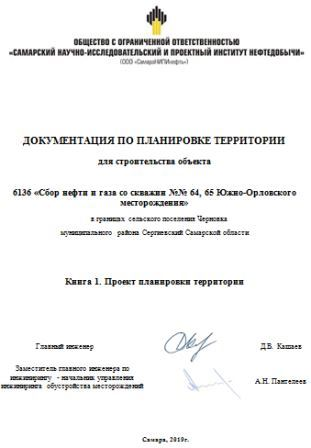 ОБЩЕСТВО С ОГРАНИЧЕННОЙ ОТВЕТСТВЕННОСТЬЮ
«САМАРСКИЙ НАУЧНО-ИССЛЕДОВАТЕЛЬСКИЙ И ПРОЕКТНЫЙ ИНСТИТУТ НЕФТЕДОБЫЧИ»
(ООО «СамараНИПИнефть»)
ДОКУМЕНТАЦИЯ ПО ПЛАНИРОВКЕ ТЕРРИТОРИИ
для строительства объекта
6136 «Сбор нефти и газа со скважин №№ 64, 65 Южно-Орловского
месторождения»
в границах сельского поселения Черновка
муниципального района Сергиевский Самарской области
Книга 1. Проект планировки территории
Главный инженер
Д.В. Кашаев
Заместитель главного инженера по
инжинирингу - начальник управления
инжиниринга обустройства месторождений
А.Н. Пантелеев
Самара, 2019г.